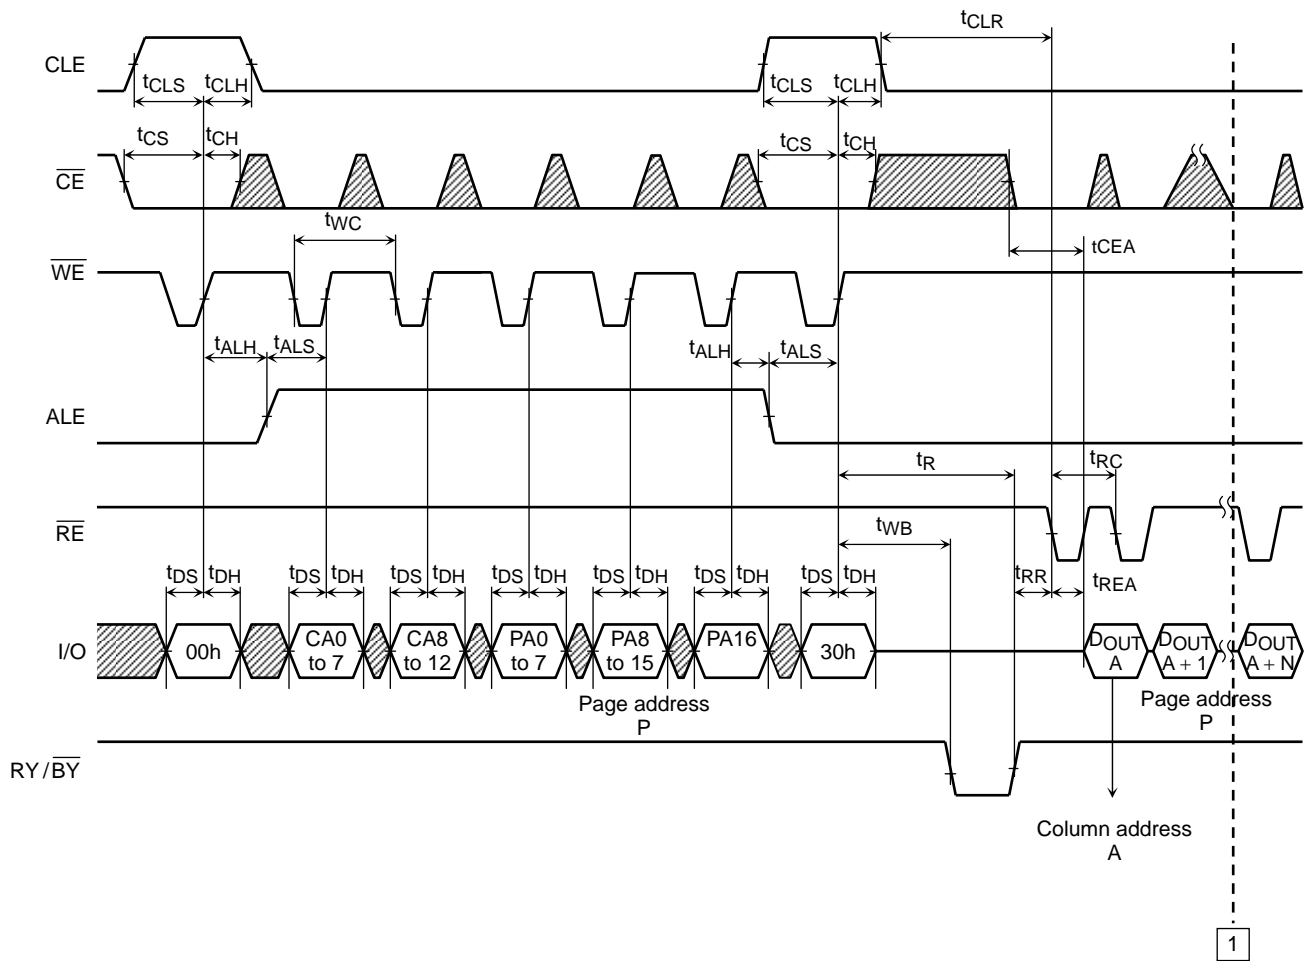 tCLR
CLE
tCLS tCLH tCLS tCLH
tCS tCH tCS tCH
CE
tWC
tCEA
WE
tALH tALS tALH tALS
ALE
tR tRC
RE
tWB
tDS tDH tDS tDH tDS tDH tDS tDH tDS tDH tDS tDH tDS tDH tRR tREA
I/O 00h CA0 to 7 CA8 to 12 PA0 to 7 PA8 to 15 PA16 30h DOUT A DOUT A + 1 DOUT A + N
Page address
P
Page address
P
RY/BY
Column address
A
1